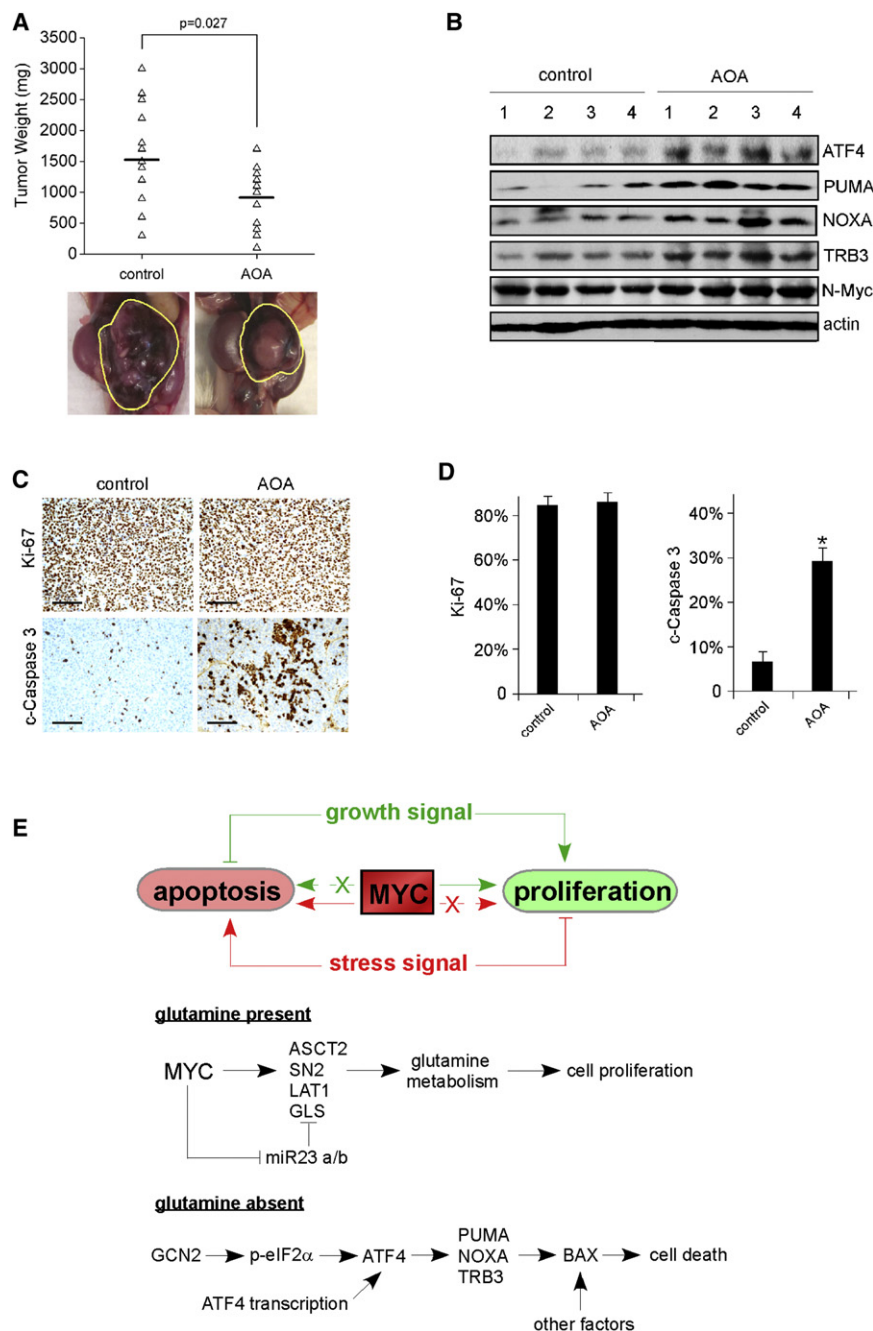 A
p=0.027
Tumor Weight (mg)
3500
3000
2500
2000
1500
1000
500
0
control AOA
B
control AOA
1 2 3 4 1 2 3 4
ATF4
PUMA
NOXA
TRB3
N-Myc
actin
C
control AOA
Ki-67
c-Caspase 3
D
Ki-67
80%
60%
40%
20%
0
control AOA
c-Caspase 3
40%
30%
20%
10%
0
*
control AOA
E
growth signal
apoptosis X MYC X proliferation
stress signal
glutamine present
MYC
ASCT2
SN2
LAT1
GLS
glutamine
metabolism
cell proliferation
miR23 a/b
glutamine absent
GCN2 p-eIF2α ATF4
PUMA
NOXA
TRB3
BAX cell death
ATF4 transcription
other factors